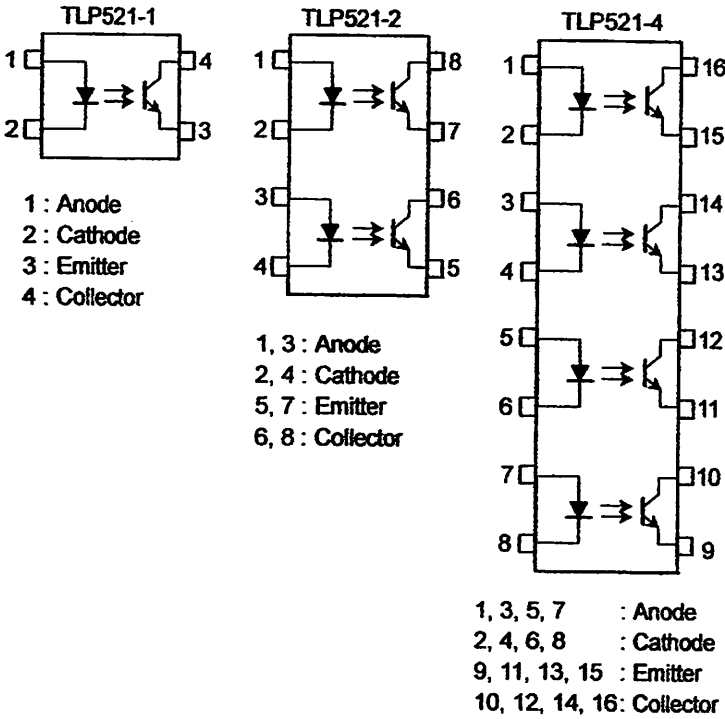 TLP521-1
1 4
2 3
1 : Anode
2 : Cathode
3 : Emitter
4 : Collector
TLP521-2
1 8
2 7
3 6
4 5
1, 3 : Anode
2, 4 : Cathode
5, 7 : Emitter
6, 8 : Collector
TLP521-4
1 16
2 15
3 14
4 13
5 12
6 11
7 10
8 9
1, 3, 5, 7 : Anode
2, 4, 6, 8 : Cathode
9, 11, 13, 15 : Emitter
10, 12, 14, 16: Collector